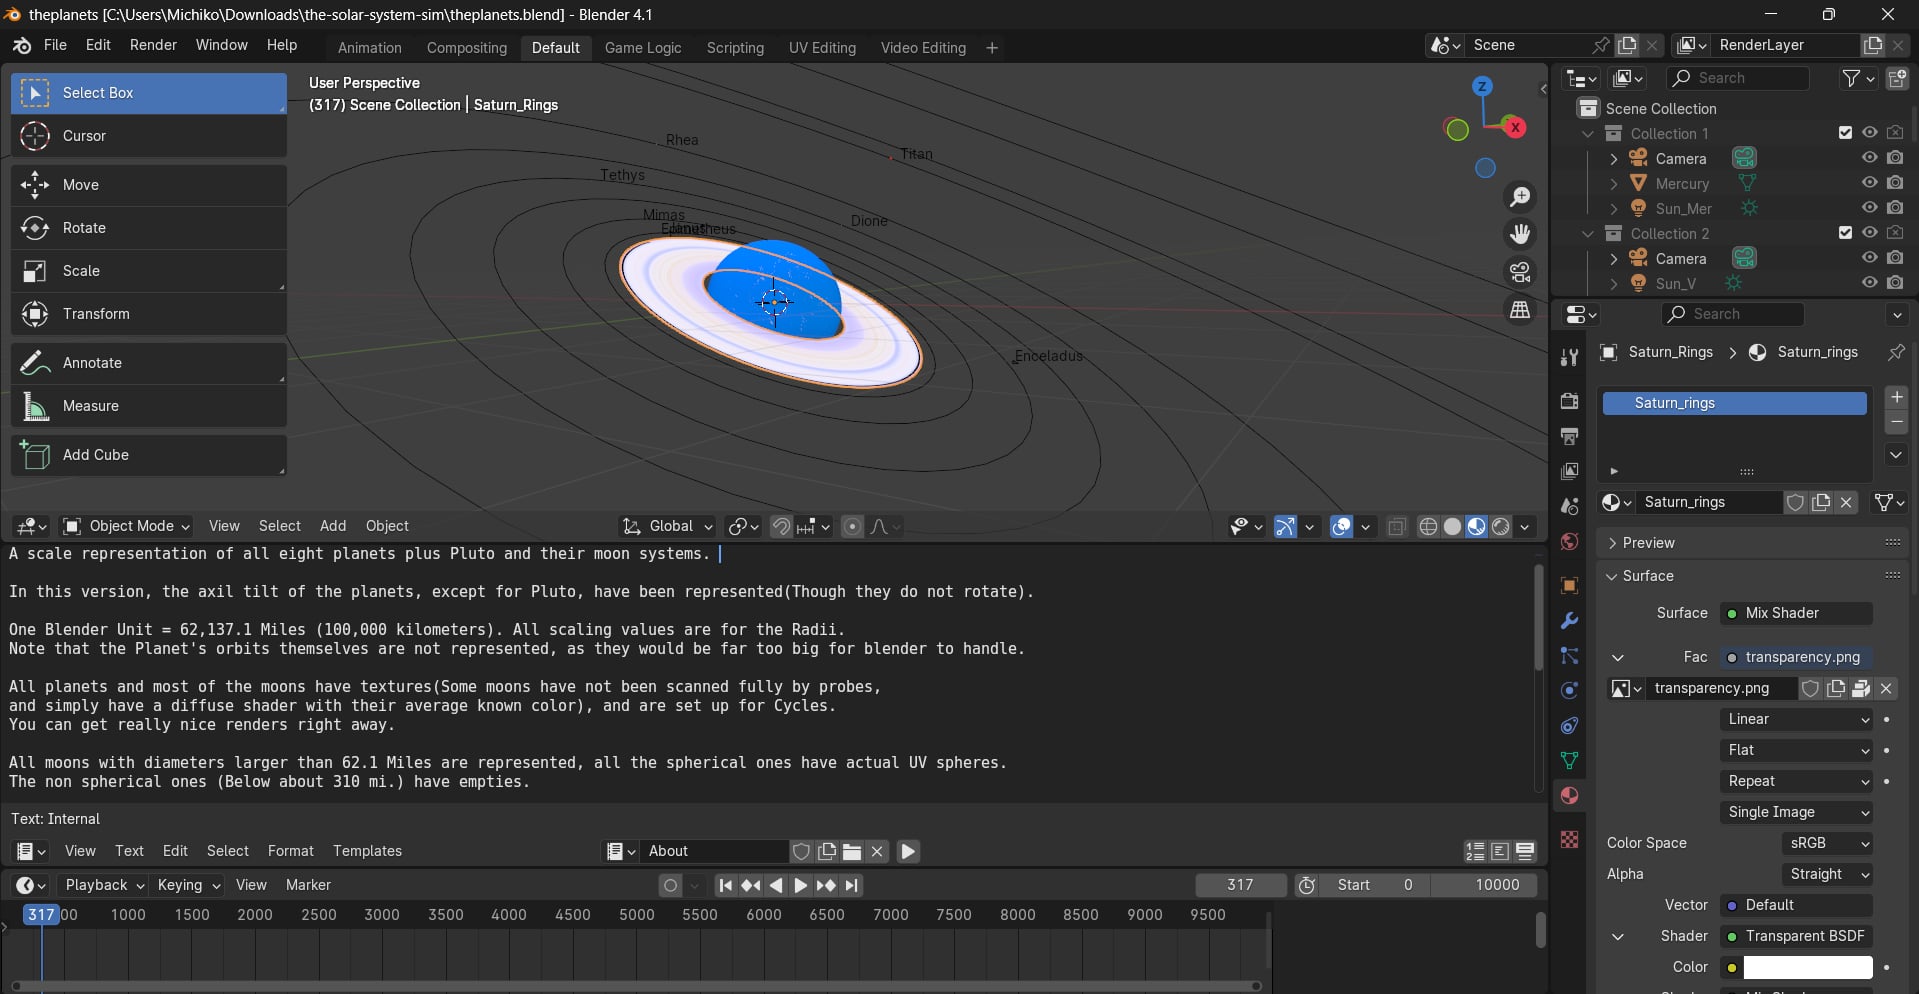 theplanets [C:\Users\Michiko\Downloads\the-solar-system-sim\theplanets.blend] - Blender 4.1
File Edit Render Window Help Animation Compositing Default Game Logic Scripting UV Editing Video Editing + Scene RenderLayer
Select Box
Cursor
Move
Rotate
Scale
Transform
Annotate
Measure
Add Cube
User Perspective
(317) Scene Collection | Saturn_Rings
Rhea
Titan
Tethys
Mimas
Dione
Enceladus
Z
X
Object Mode View Select Add Object Global
A scale representation of all eight planets plus Pluto and their moon systems.
In this version, the axil tilt of the planets, except for Pluto, have been represented(Though they do not rotate).
One Blender Unit = 62,137.1 Miles (100,000 kilometers). All scaling values are for the Radii.
Note that the Planet's orbits themselves are not represented, as they would be far too big for blender to handle.
All planets and most of the moons have textures(Some moons have not been scanned fully by probes,
and simply have a diffuse shader with their average known color), and are set up for Cycles.
You can get really nice renders right away.
All moons with diameters larger than 62.1 Miles are represented, all the spherical ones have actual UV spheres.
The non spherical ones (Below about 310 mi.) have empties.
Text: Internal
View Text Edit Select Format Templates About
Playback Keying View Marker 317 Start 0 10000
317 00 1000 1500 2000 2500 3000 3500 4000 4500 5000 5500 6000 6500 7000 7500 8000 8500 9000 9500
Search
Scene Collection
Collection 1
Camera
Mercury
Sun_Mer
Collection 2
Camera
Sun_V
Search
Saturn_Rings > Saturn_rings
Saturn_rings
Saturn_rings
Preview
Surface
Surface Mix Shader
Fac transparency.png
transparency.png
Linear
Flat
Repeat
Single Image
Color Space sRGB
Alpha Straight
Vector Default
Shader Transparent BSDF
Color